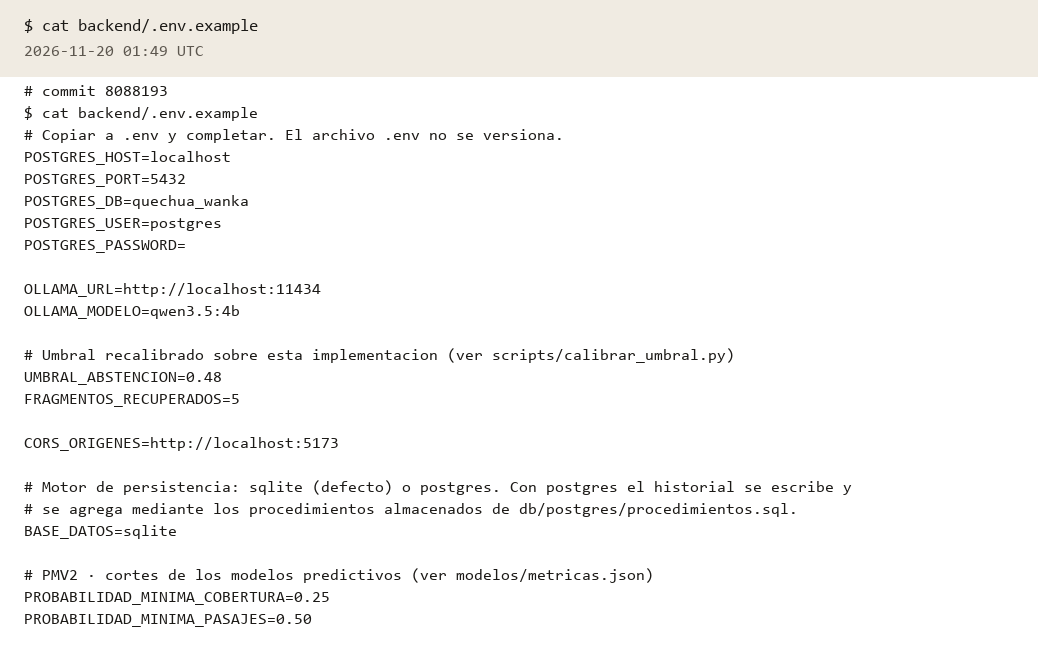 $ cat backend/.env.example
2026-11-20 01:49 UTC
# commit 8088193
$ cat backend/.env.example
# Copiar a .env y completar. El archivo .env no se versiona.
POSTGRES_HOST=localhost
POSTGRES_PORT=5432
POSTGRES_DB=quechua_wanka
POSTGRES_USER=postgres
POSTGRES_PASSWORD=
OLLAMA_URL=http://localhost:11434
OLLAMA_MODELO=qwen3.5:4b
# Umbral recalibrado sobre esta implementacion (ver scripts/calibrar_umbral.py)
UMBRAL_ABSTENCION=0.48
FRAGMENTOS_RECUPERADOS=5
CORS_ORIGENES=http://localhost:5173
# Motor de persistencia: sqlite (defecto) o postgres. Con postgres el historial se escribe y
# se agrega mediante los procedimientos almacenados de db/postgres/procedimientos.sql.
BASE_DATOS=sqlite
# PMV2 · cortes de los modelos predictivos (ver modelos/metricas.json)
PROBABILIDAD_MINIMA_COBERTURA=0.25
PROBABILIDAD_MINIMA_PASAJES=0.50